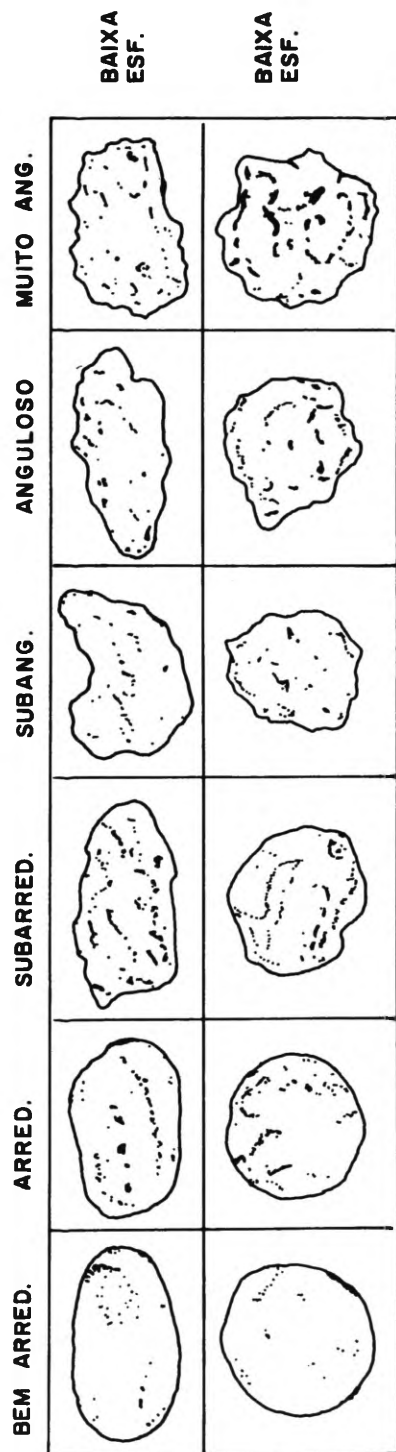 BAIXA
ESF.
BAIXA
ESF.
MUITO ANG.
ANGULOSO
SUBANG.
SUBARRED.
ARRED.
BEM ARRED.